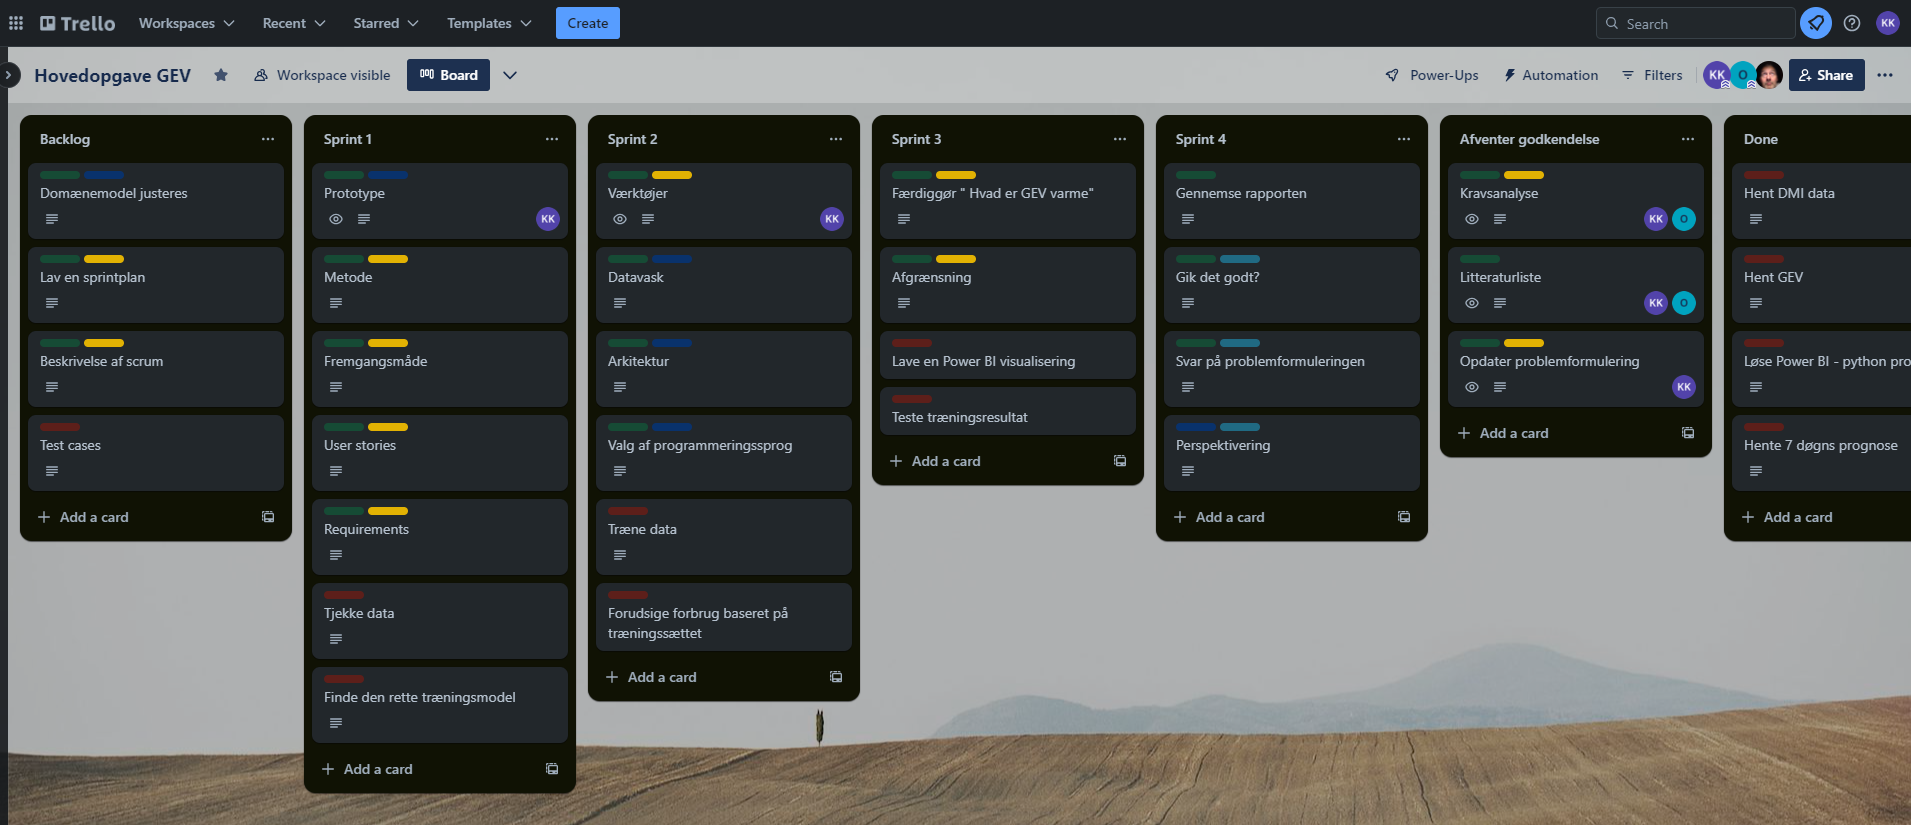 Trello
Workspaces
Recent
Starred
Templates
Create
Search
KK
Hovedopgave GEV
Workspace visible
Board
Power-Ups
Automation
Filters
KK
O
Share
Backlog
Domænemodel justeres
Lav en sprintplan
Beskrivelse af scrum
Test cases
Add a card
Sprint 1
Prototype
KK
Metode
Fremgangsmåde
User stories
Requirements
Tjekke data
Finde den rette træningsmodel
Add a card
Sprint 2
Værktøjer
KK
Datavask
Arkitektur
Valg af programmeringssprog
Træne data
Forudsige forbrug baseret på
træningssættet
Add a card
Sprint 3
Færdiggør " Hvad er GEV varme"
Afgrænsning
Lave en Power BI visualisering
Teste træningsresultat
Add a card
Sprint 4
Gennemse rapporten
Gik det godt?
Svar på problemformuleringen
Perspektivering
Add a card
Afventer godkendelse
Kravsanalyse
KK
O
Litteraturliste
KK
O
Opdater problemformulering
KK
Add a card
Done
Hent DMI data
Hent GEV
Løse Power BI - python pro
Hente 7 døgns prognose
Add a card